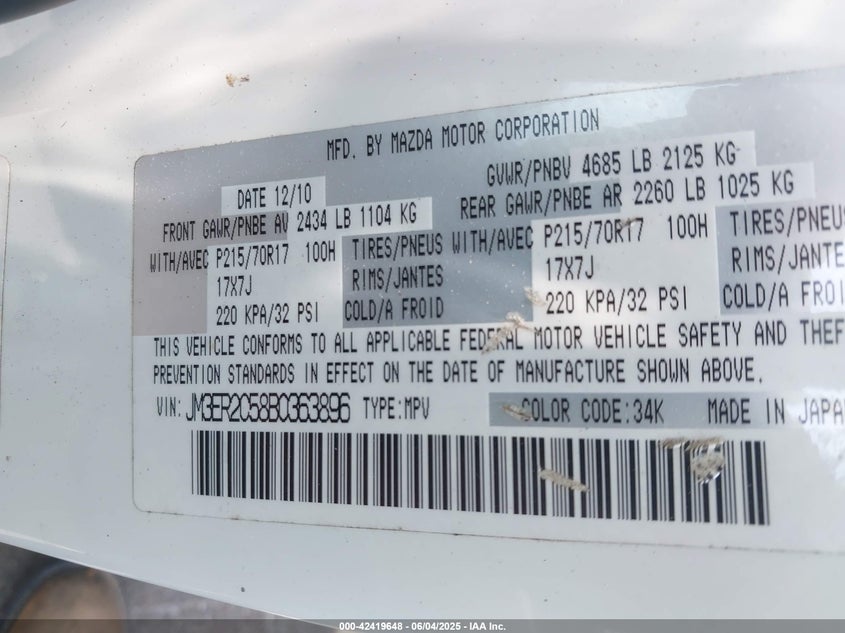 MFD. BY MAZDA MOTOR CORPORATION
DATE 12/10
GVWR/PNBV 4685 LB 2125 KG
FRONT GAWR/PNBE AV 2434 LB 1104 KG
REAR GAWR/PNBE AR 2260 LB 1025 KG
WITH/AVEC P215/70R17 100H TIRES/PNEUS WITH/AVEC P215/70R17 100H TIRES/PNEU
17X7J RIMS/JANTES 17X7J RIMS/JANTE
220 KPA/32 PSI COLD/A FROID 220 KPA/32 PSI COLD/A FROI
THIS VEHICLE CONFORMS TO ALL APPLICABLE FEDERAL MOTOR VEHICLE SAFETY AND THEF
PREVENTION STANDARDS IN EFFECT ON THE DATE OF MANUFACTURE SHOWN ABOVE.
VIN: JM3ER2C58B0363896 TYPE:MPV COLOR CODE:34K MADE IN JAPA
000-42419648 - 06/04/2025 - IAA Inc.